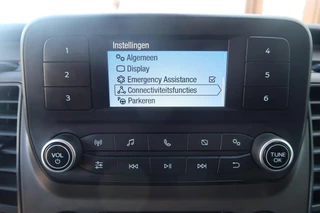 Instellingen
Algemeen
Display
Emergency Assistance
Connectiviteitsfuncties
Parkeren
1
2
3
4
5
6
VOL
TUNE
OK